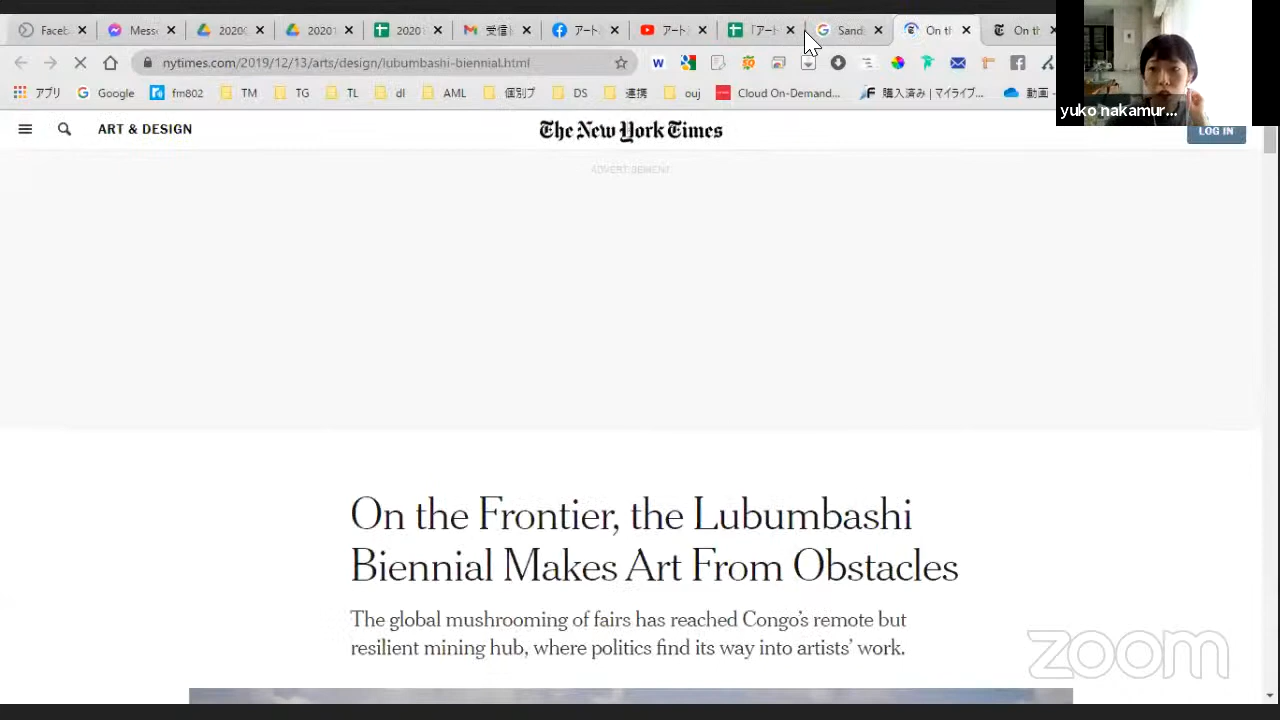 Faceb
Mess
2020
2020
2020
受信
アート
アート
「アート
Sand
On th
On th
nytimes.com/2019/12/13/arts/design/lubumbashi-biennial.html
アプリ
Google
fm802
TM
TG
TL
dl
AML
個別ブ
DS
連携
ouj
Cloud On-Demand...
購入済み | マイライブ...
動画 -
yuko nakamur...
ART & DESIGN
The New York Times
LOG IN
ADVERTISEMENT
On the Frontier, the Lubumbashi
Biennial Makes Art From Obstacles
The global mushrooming of fairs has reached Congo's remote but
resilient mining hub, where politics find its way into artists' work.
zoom